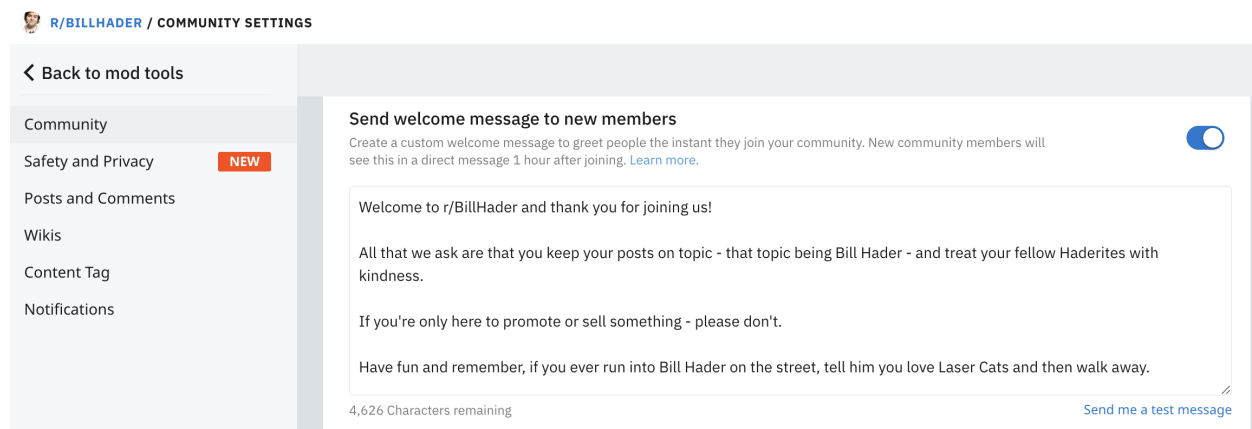 R/BILLHADER / COMMUNITY SETTINGS
Back to mod tools
Community
Safety and Privacy NEW
Posts and Comments
Wikis
Content Tag
Notifications
Send welcome message to new members
Create a custom welcome message to greet people the instant they join your community. New community members will
see this in a direct message 1 hour after joining. Learn more.
Welcome to r/BillHader and thank you for joining us!
All that we ask are that you keep your posts on topic - that topic being Bill Hader - and treat your fellow Haderites with
kindness.
If you're only here to promote or sell something - please don't.
Have fun and remember, if you ever run into Bill Hader on the street, tell him you love Laser Cats and then walk away.
4,626 Characters remaining
Send me a test message